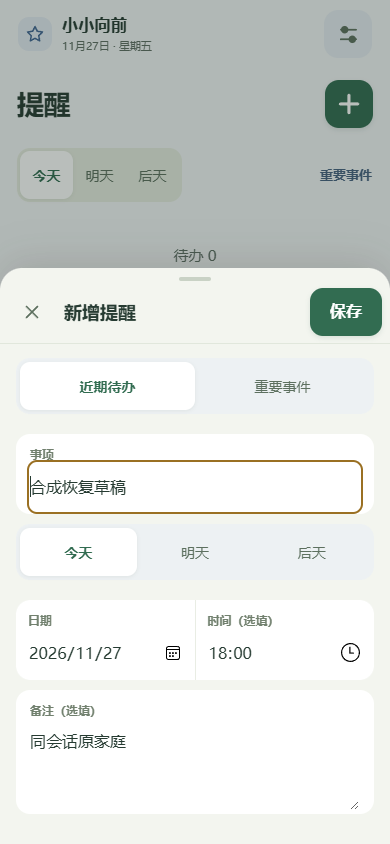 小小向前
11月27日 · 星期五
提醒
今天 明天 后天 重要事件
待办 0
新增提醒 保存
近期待办 重要事件
事项
合成恢复草稿
今天 明天 后天
日期 时间（选填）
2026/11/27 18:00
备注（选填）
同会话原家庭